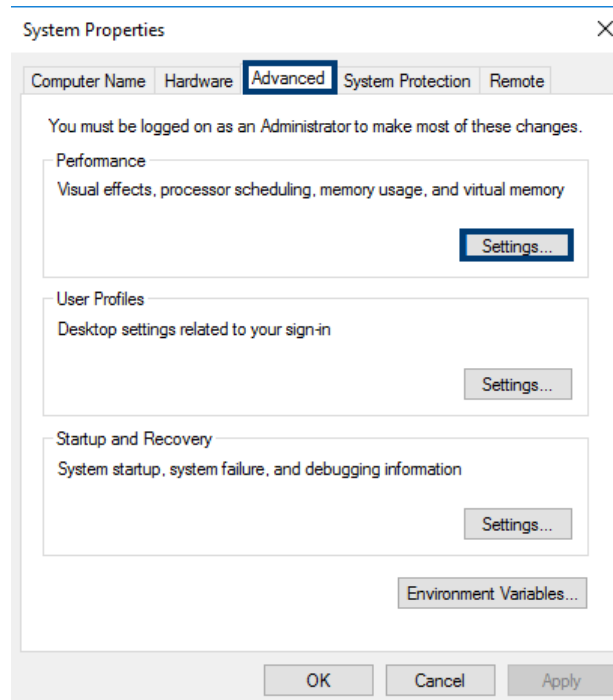 System Properties
Computer Name Hardware Advanced System Protection Remote
You must be logged on as an Administrator to make most of these changes.
Performance
Visual effects, processor scheduling, memory usage, and virtual memory
Settings...
User Profiles
Desktop settings related to your sign-in
Settings...
Startup and Recovery
System startup, system failure, and debugging information
Settings...
Environment Variables...
OK Cancel Apply